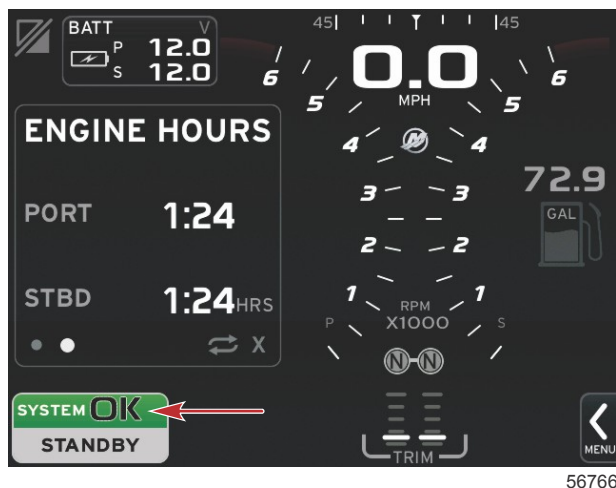 BATT V
P 12.0
S 12.0
45 45
0.0
MPH
6 6
5 5
4 4
3 3
2 2
1 1
RPM
X1000
P S
N N
TRIM
ENGINE HOURS
PORT 1:24
STBD 1:24 HRS
X
72.9
GAL
SYSTEM OK
STANDBY
MENU
56766